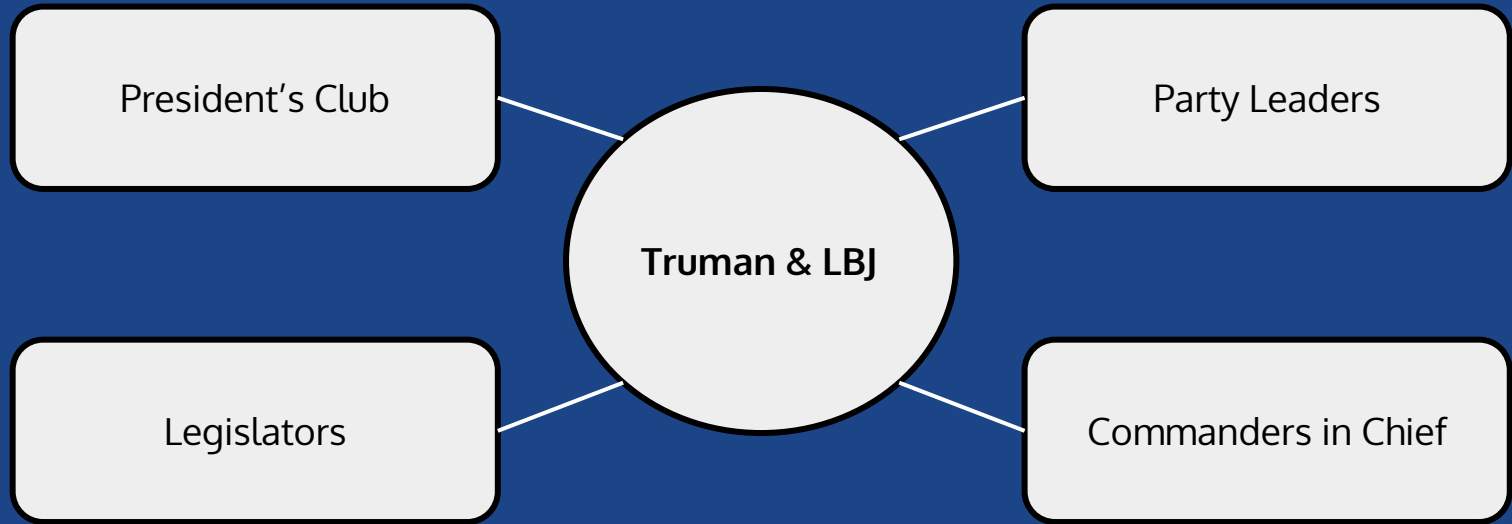 President’s Club
Party Leaders
Truman & LBJ
Legislators
Commanders in Chief